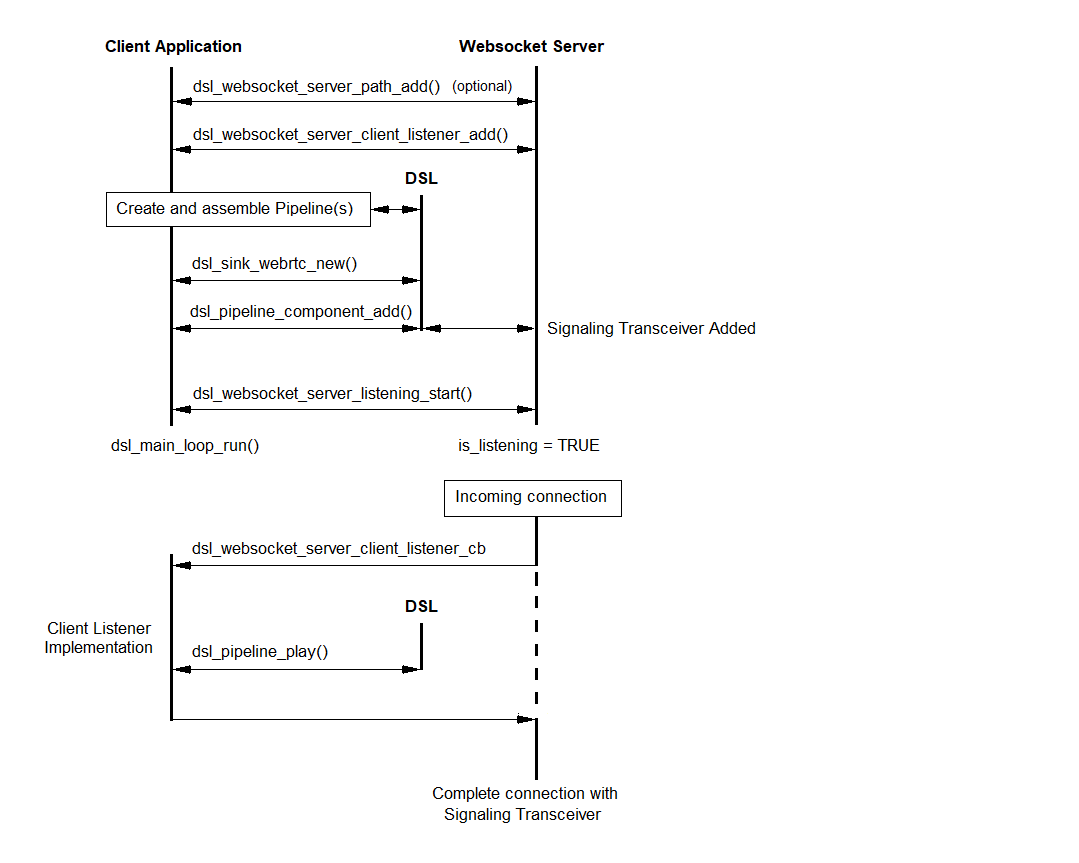 Client Application
Websocket Server
dsl_websocket_server_path_add() (optional)
dsl_websocket_server_client_listener_add()
DSL
Create and assemble Pipeline(s)
dsl_sink_webrtc_new()
dsl_pipeline_component_add()
Signaling Transceiver Added
dsl_websocket_server_listening_start()
dsl_main_loop_run()
is_listening = TRUE
Incoming connection
dsl_websocket_server_client_listener_cb
DSL
Client Listener
Implementation
dsl_pipeline_play()
Complete connection with
Signaling Transceiver